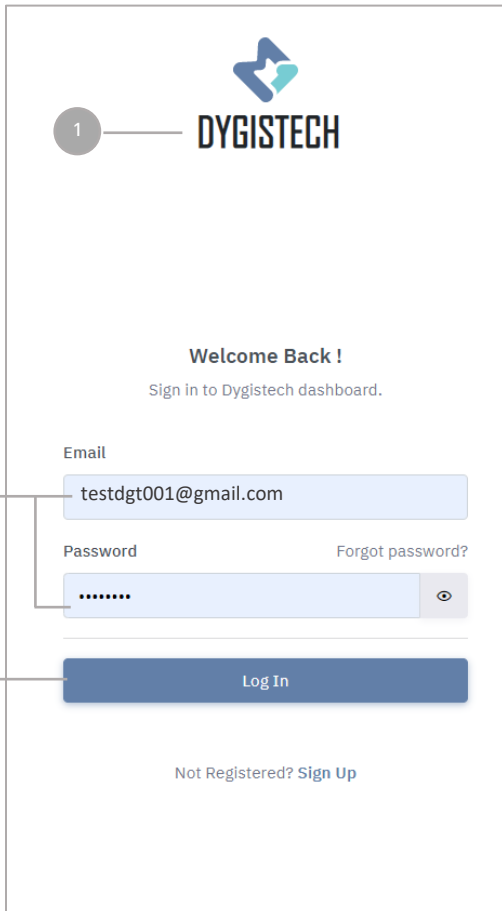 1
DYGISTECH
Welcome Back !
Sign in to Dygistech dashboard.
Email
testdgt001@gmail.com
Password Forgot password?
••••••••
Log In
Not Registered? Sign Up